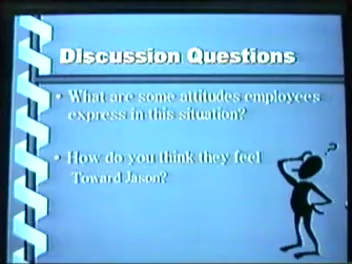 Discussion Questions
• What are some attitudes employees
express in this situation?
• How do you think they feel
Toward Jason?
?